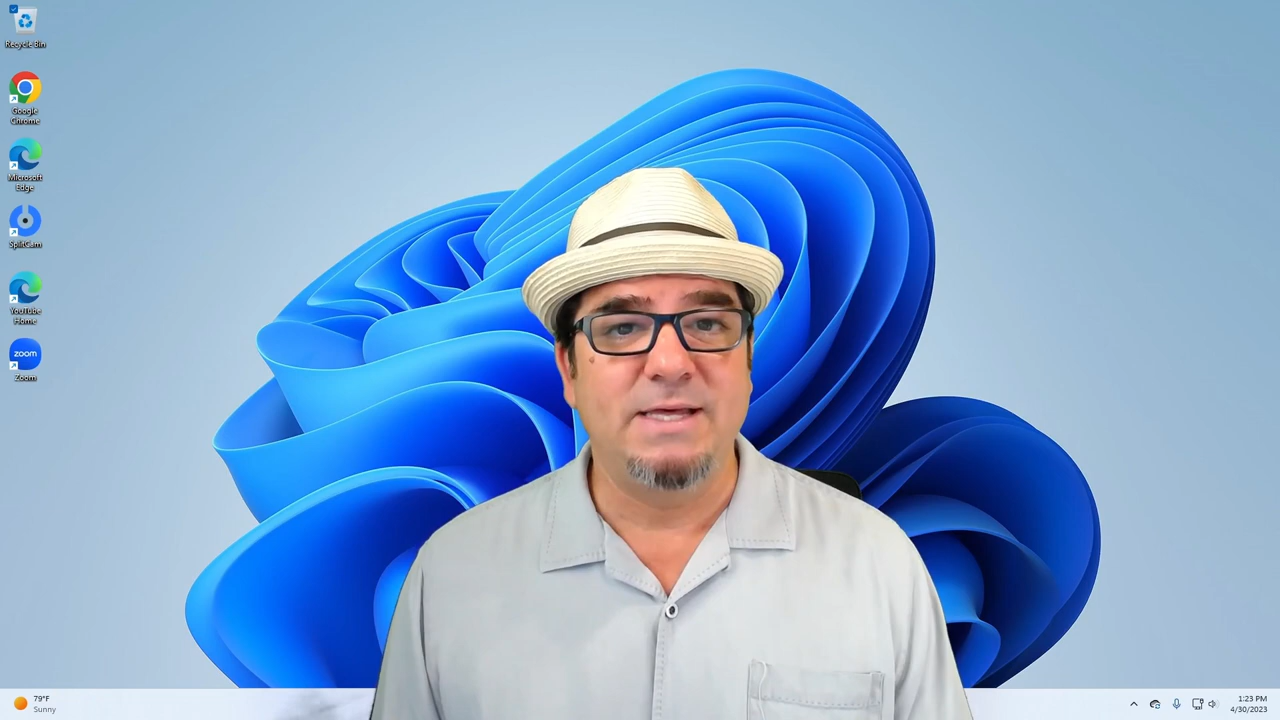 Recycle Bin
Google
Chrome
Microsoft
Edge
SplitCam
YouTube
Home
zoom
Zoom
79°F
Sunny
1:23 PM
4/30/2023